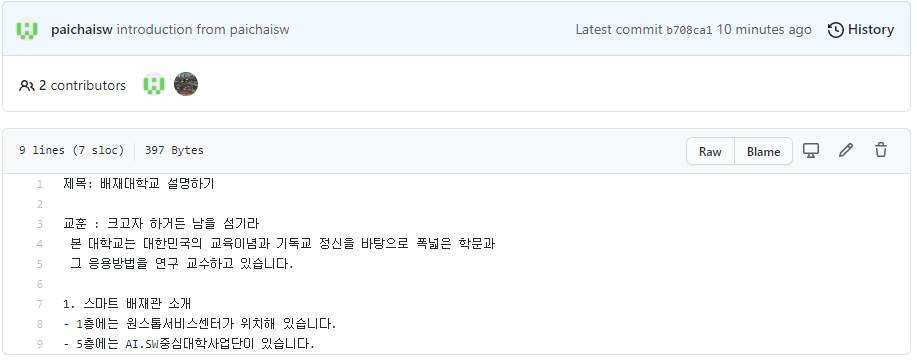 paichaisw introduction from paichaisw Latest commit b708ca1 10 minutes ago History
2 contributors
9 lines (7 sloc) 397 Bytes Raw Blame
1 제목: 배재대학교 설명하기
2
3 교훈 : 크고자 하거든 남을 섬기라
4 본 대학교는 대한민국의 교육이념과 기독교 정신을 바탕으로 폭넓은 학문과
5 그 응용방법을 연구 교수하고 있습니다.
6
7 1. 스마트 배재관 소개
8 - 1층에는 원스톱서비스센터가 위치해 있습니다.
9 - 5층에는 AI.SW중심대학사업단이 있습니다.